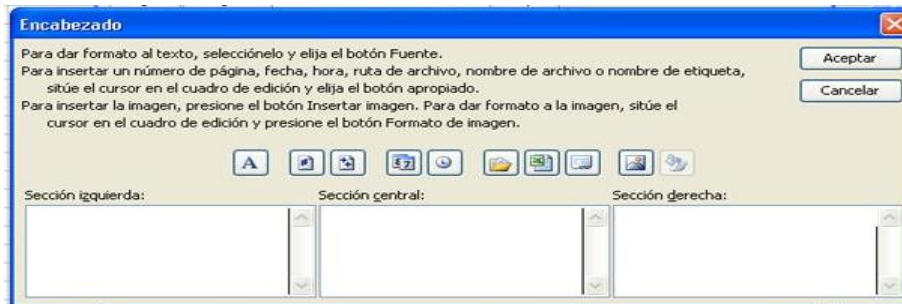 Encabezado
Para dar formato al texto, selecciónelo y elija el botón Fuente.
Para insertar un número de página, fecha, hora, ruta de archivo, nombre de archivo o nombre de etiqueta,
sitúe el cursor en el cuadro de edición y elija el botón apropiado.
Para insertar la imagen, presione el botón Insertar imagen. Para dar formato a la imagen, sitúe el
cursor en el cuadro de edición y presione el botón Formato de imagen.
Aceptar
Cancelar
A
Sección izquierda: Sección central: Sección derecha: